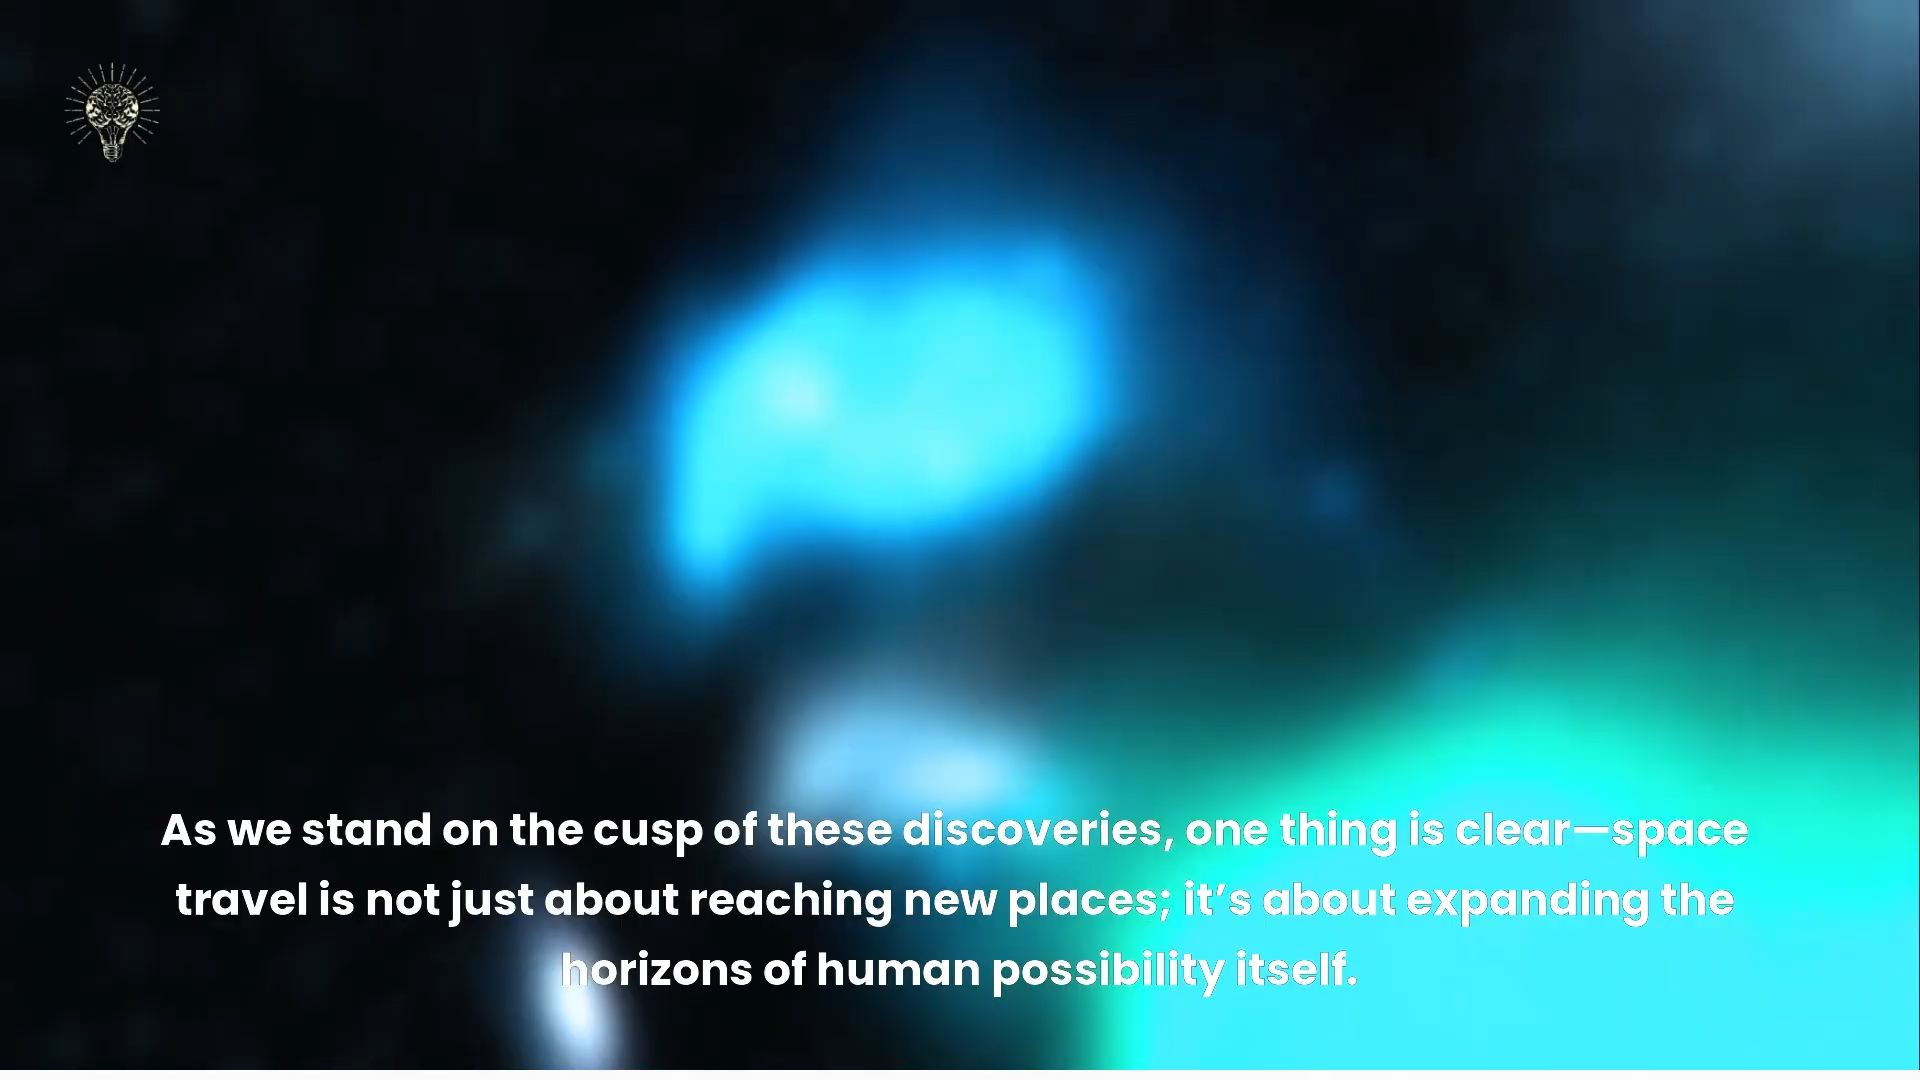 As we stand on the cusp of these discoveries, one thing is clear—space
travel is not just about reaching new places; it’s about expanding the
horizons of human possibility itself.